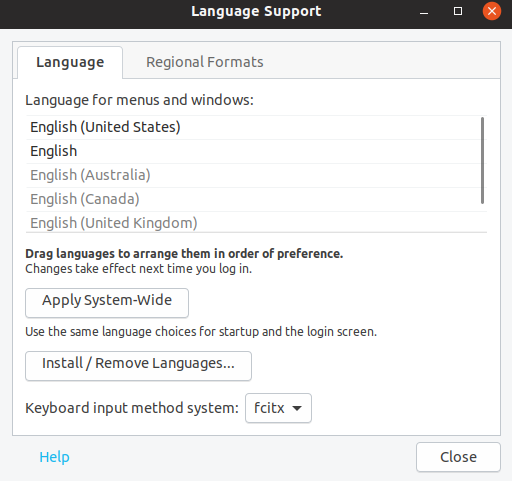 Language Support
Language
Regional Formats
Language for menus and windows:
English (United States)
English
English (Australia)
English (Canada)
English (United Kingdom)
Drag languages to arrange them in order of preference.
Changes take effect next time you log in.
Apply System-Wide
Use the same language choices for startup and the login screen.
Install / Remove Languages...
Keyboard input method system: fcitx
Help
Close